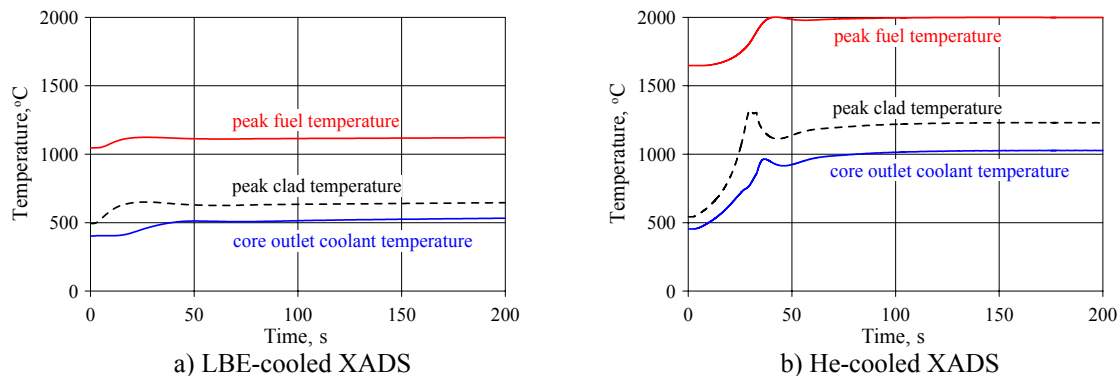 2000
1500
1000
500
0
Temperature, °C
peak fuel temperature
peak clad temperature
core outlet coolant temperature
0 50 100 150 200
Time, s
a) LBE-cooled XADS
2000
1500
1000
500
0
Temperature, °C
peak fuel temperature
peak clad temperature
core outlet coolant temperature
0 50 100 150 200
Time, s
b) He-cooled XADS